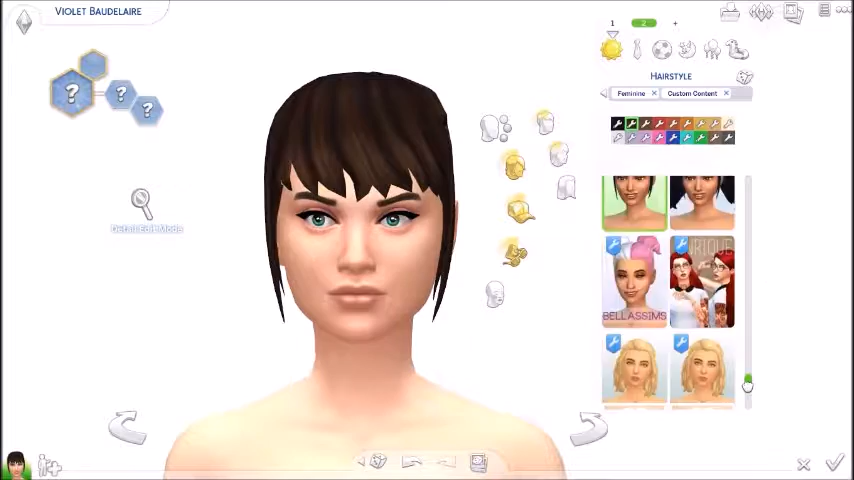 VIOLET BAUDELAIRE
1 2 +
HAIRSTYLE
Feminine × Custom Content ×
? ? ?
Detail Edit Mode
BELLASSIMS